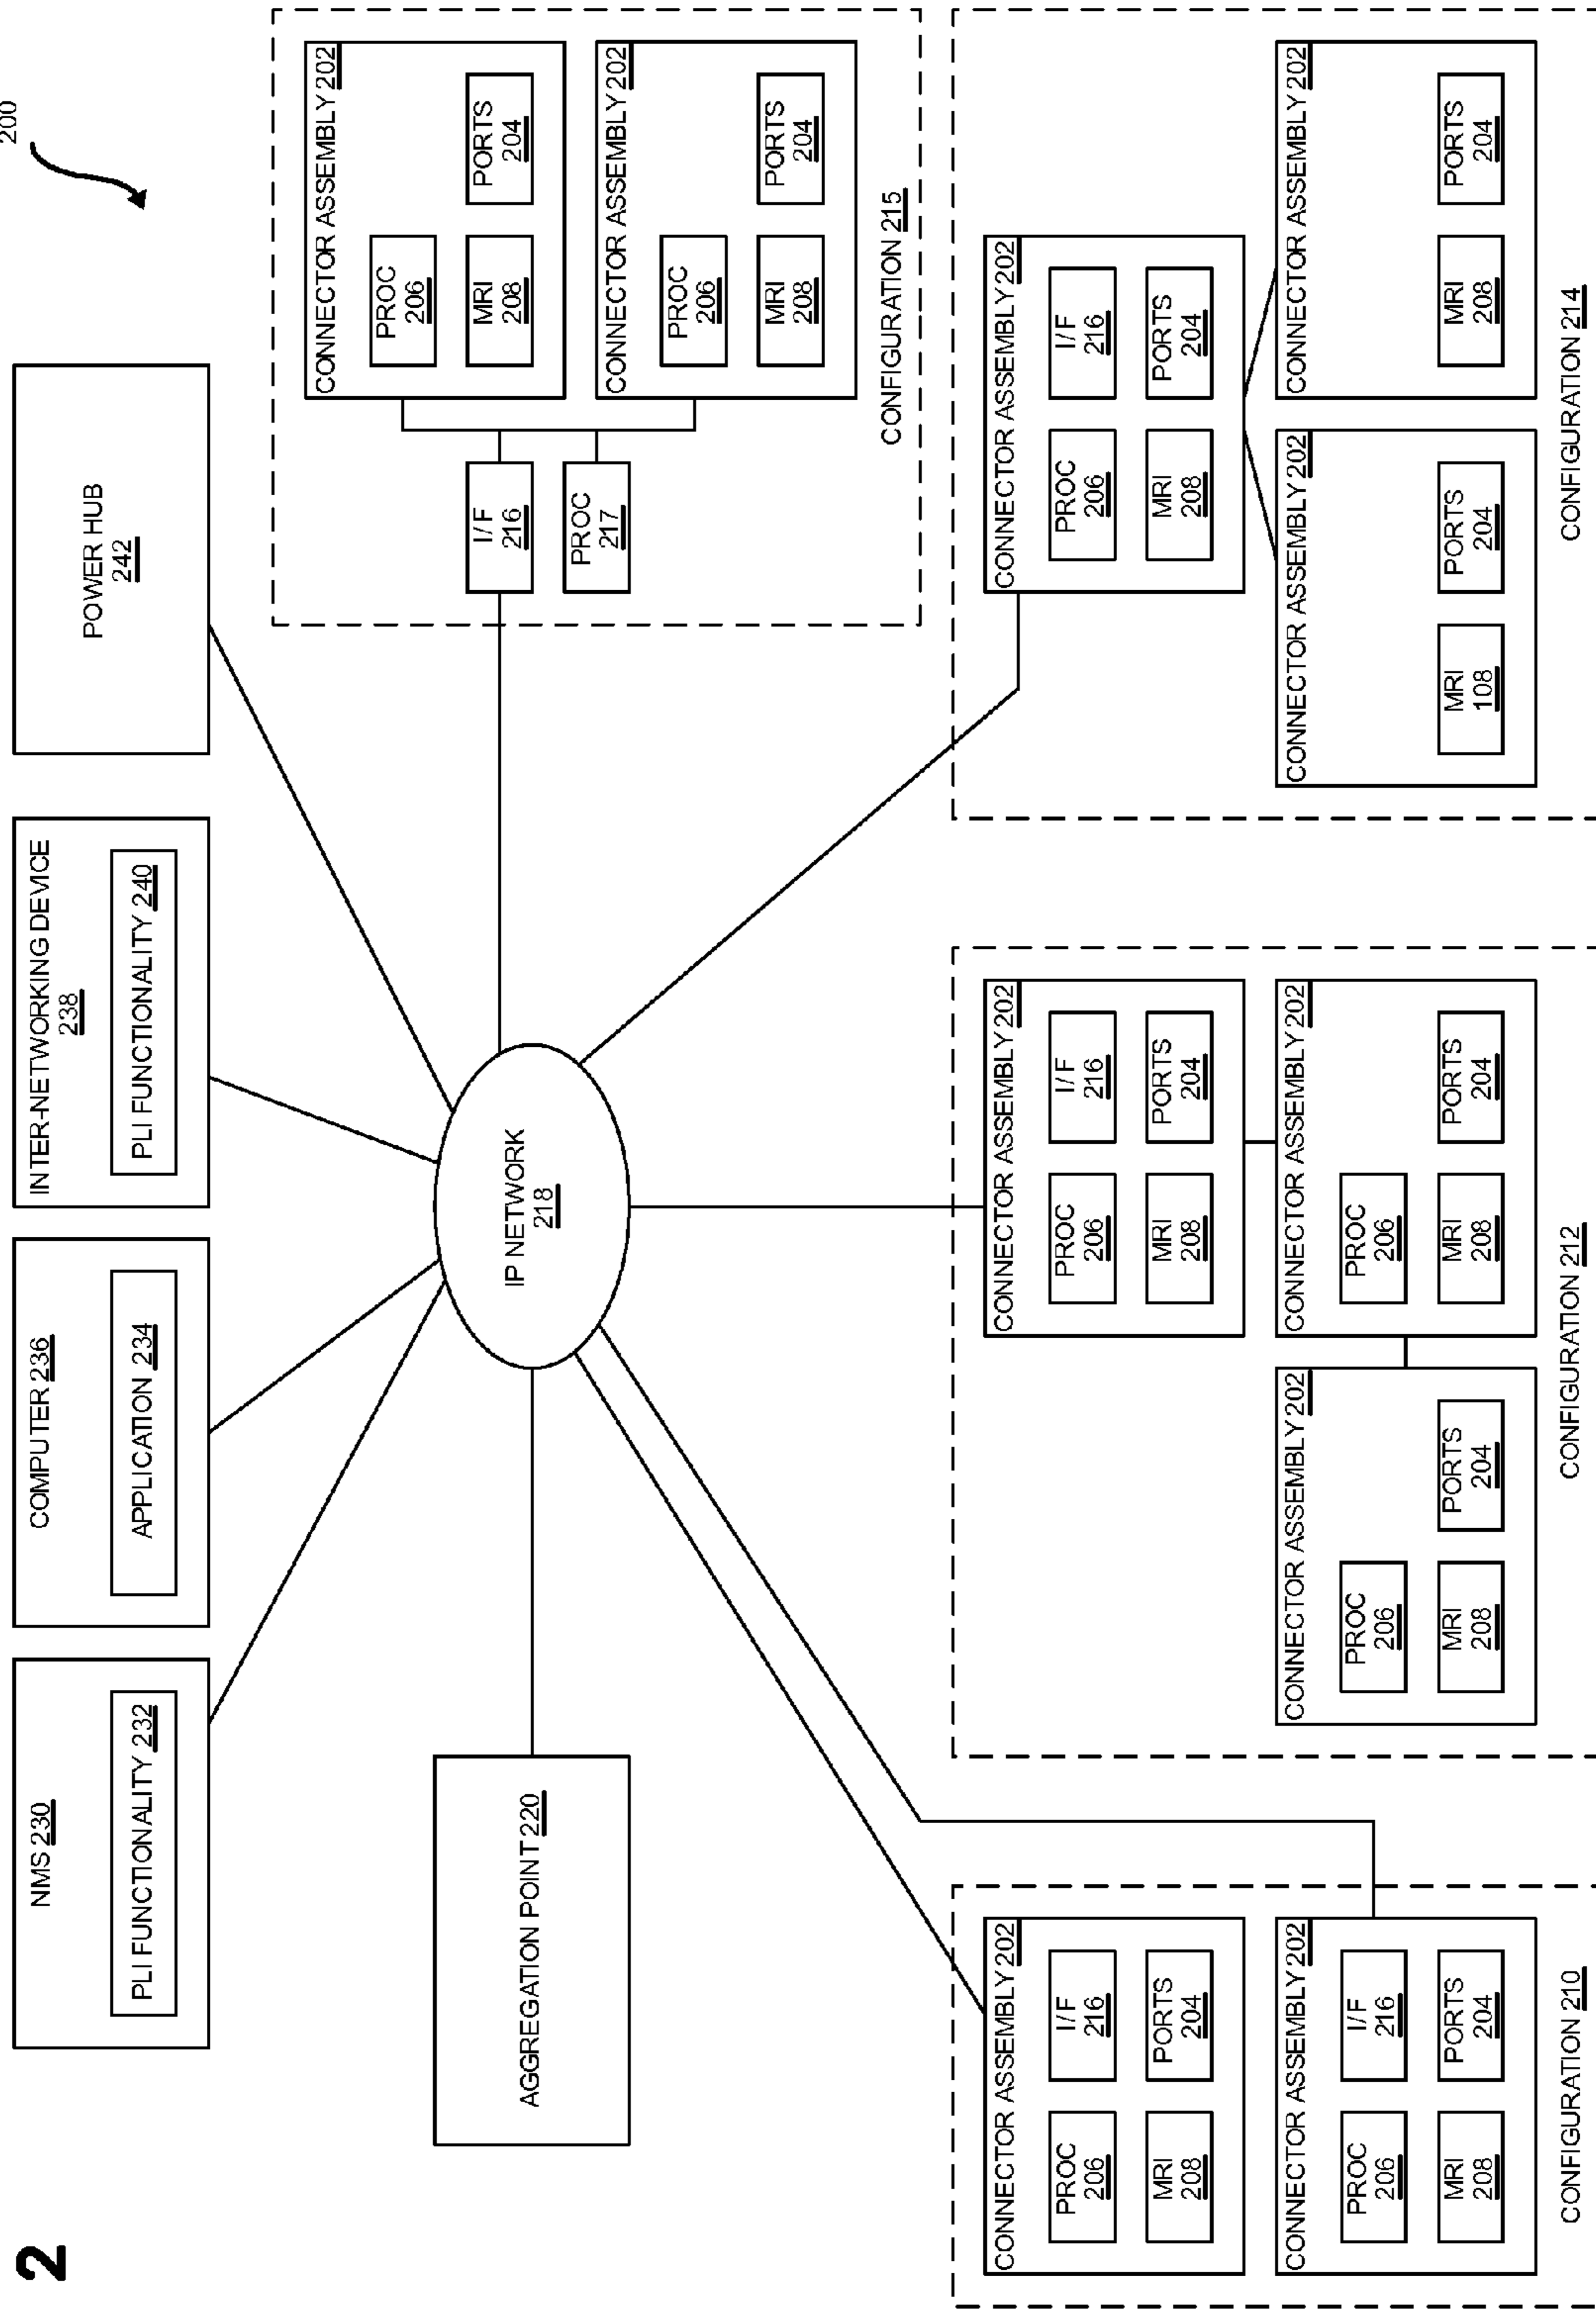 2
200
NMS 230
PLI FUNCTIONALITY 232
COMPUTER 236
APPLICATION 234
INTER-NETWORKING DEVICE
238
PLI FUNCTIONALITY 240
POWER HUB
242
AGGREGATION POINT 220
IP NETWORK
218
I/F
216
PROC
217
CONNECTOR ASSEMBLY 202
PROC
206
MRI
208
PORTS
204
CONNECTOR ASSEMBLY 202
PROC
206
MRI
208
PORTS
204
CONFIGURATION 215
CONNECTOR ASSEMBLY 202
PROC
206
I/F
216
MRI
208
PORTS
204
CONNECTOR ASSEMBLY 202
PROC
206
I/F
216
MRI
208
PORTS
204
CONFIGURATION 210
CONNECTOR ASSEMBLY 202
PROC
206
I/F
216
MRI
208
PORTS
204
CONNECTOR ASSEMBLY 202
PROC
206
MRI
208
PORTS
204
CONNECTOR ASSEMBLY 202
PROC
206
MRI
208
PORTS
204
CONFIGURATION 212
CONNECTOR ASSEMBLY 202
PROC
206
I/F
216
MRI
208
PORTS
204
CONNECTOR ASSEMBLY 202
MRI
108
PORTS
204
CONNECTOR ASSEMBLY 202
MRI
208
PORTS
204
CONFIGURATION 214